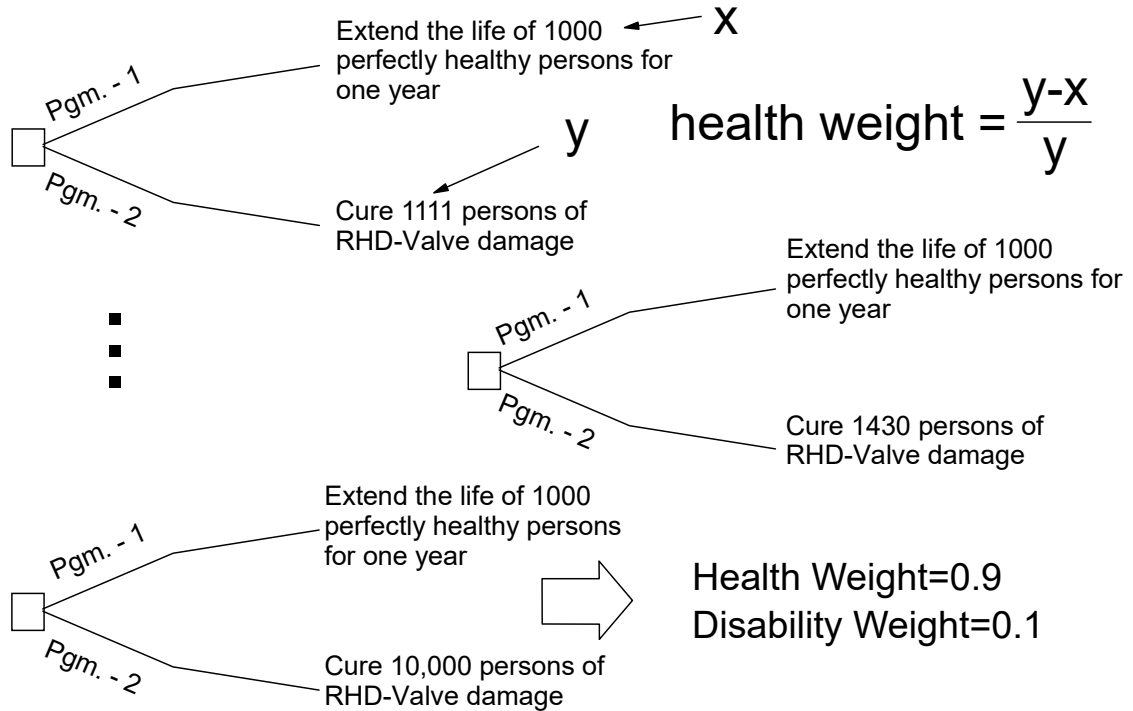 Extend the life of 1000
perfectly healthy persons for
one year
x
Pgm. - 1
Pgm. - 2
y
Cure 1111 persons of
RHD-Valve damage
health weight = y-x
y
Extend the life of 1000
perfectly healthy persons for
one year
Pgm. - 1
Pgm. - 2
Cure 1430 persons of
RHD-Valve damage
Extend the life of 1000
perfectly healthy persons
for one year
Pgm. - 1
Pgm. - 2
Cure 10,000 persons of
RHD-Valve damage
Health Weight=0.9
Disability Weight=0.1